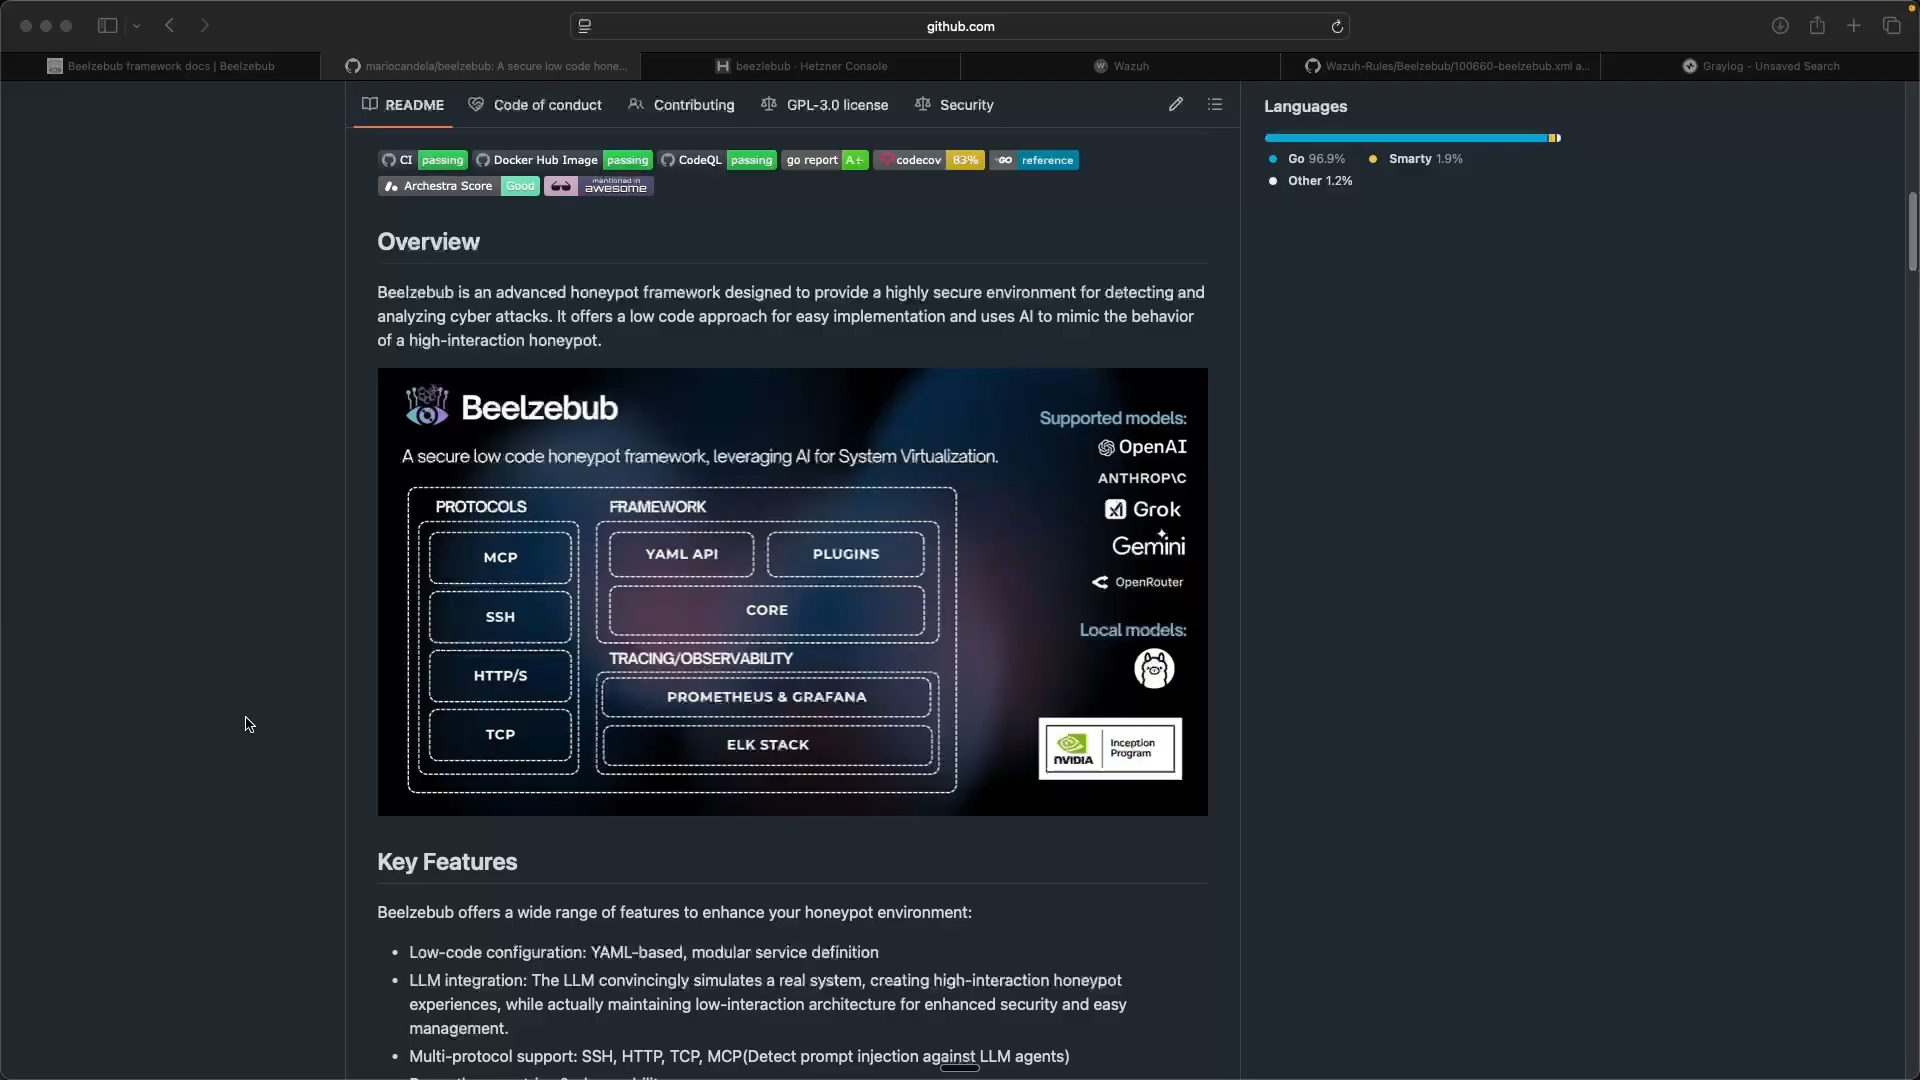 github.com
Beelzebub framework docs | Beelzebub
mariocandela/beelzebub: A secure low code hone...
beezlebub · Hetzner Console
Wazuh
Wazuh-Rules/Beelzebub/100660-beelzebub.xml a...
Graylog - Unsaved Search
README
Code of conduct
Contributing
GPL-3.0 license
Security
Languages
Go 96.9%
Smarty 1.9%
Other 1.2%
CI passing
Docker Hub Image passing
CodeQL passing
go report A+
codecov 83%
GO reference
Archestra Score Good
mentioned in awesome
Overview
Beelzebub is an advanced honeypot framework designed to provide a highly secure environment for detecting and
analyzing cyber attacks. It offers a low code approach for easy implementation and uses AI to mimic the behavior
of a high-interaction honeypot.
Beelzebub
A secure low code honeypot framework, leveraging AI for System Virtualization.
PROTOCOLS
MCP
SSH
HTTP/S
TCP
FRAMEWORK
YAML API
PLUGINS
CORE
TRACING/OBSERVABILITY
PROMETHEUS & GRAFANA
ELK STACK
Supported models:
OpenAI
ANTHROP\C
Grok
Gemini
OpenRouter
Local models:
NVIDIA
Inception
Program
Key Features
Beelzebub offers a wide range of features to enhance your honeypot environment:
• Low-code configuration: YAML-based, modular service definition
• LLM integration: The LLM convincingly simulates a real system, creating high-interaction honeypot
experiences, while actually maintaining low-interaction architecture for enhanced security and easy
management.
• Multi-protocol support: SSH, HTTP, TCP, MCP(Detect prompt injection against LLM agents)